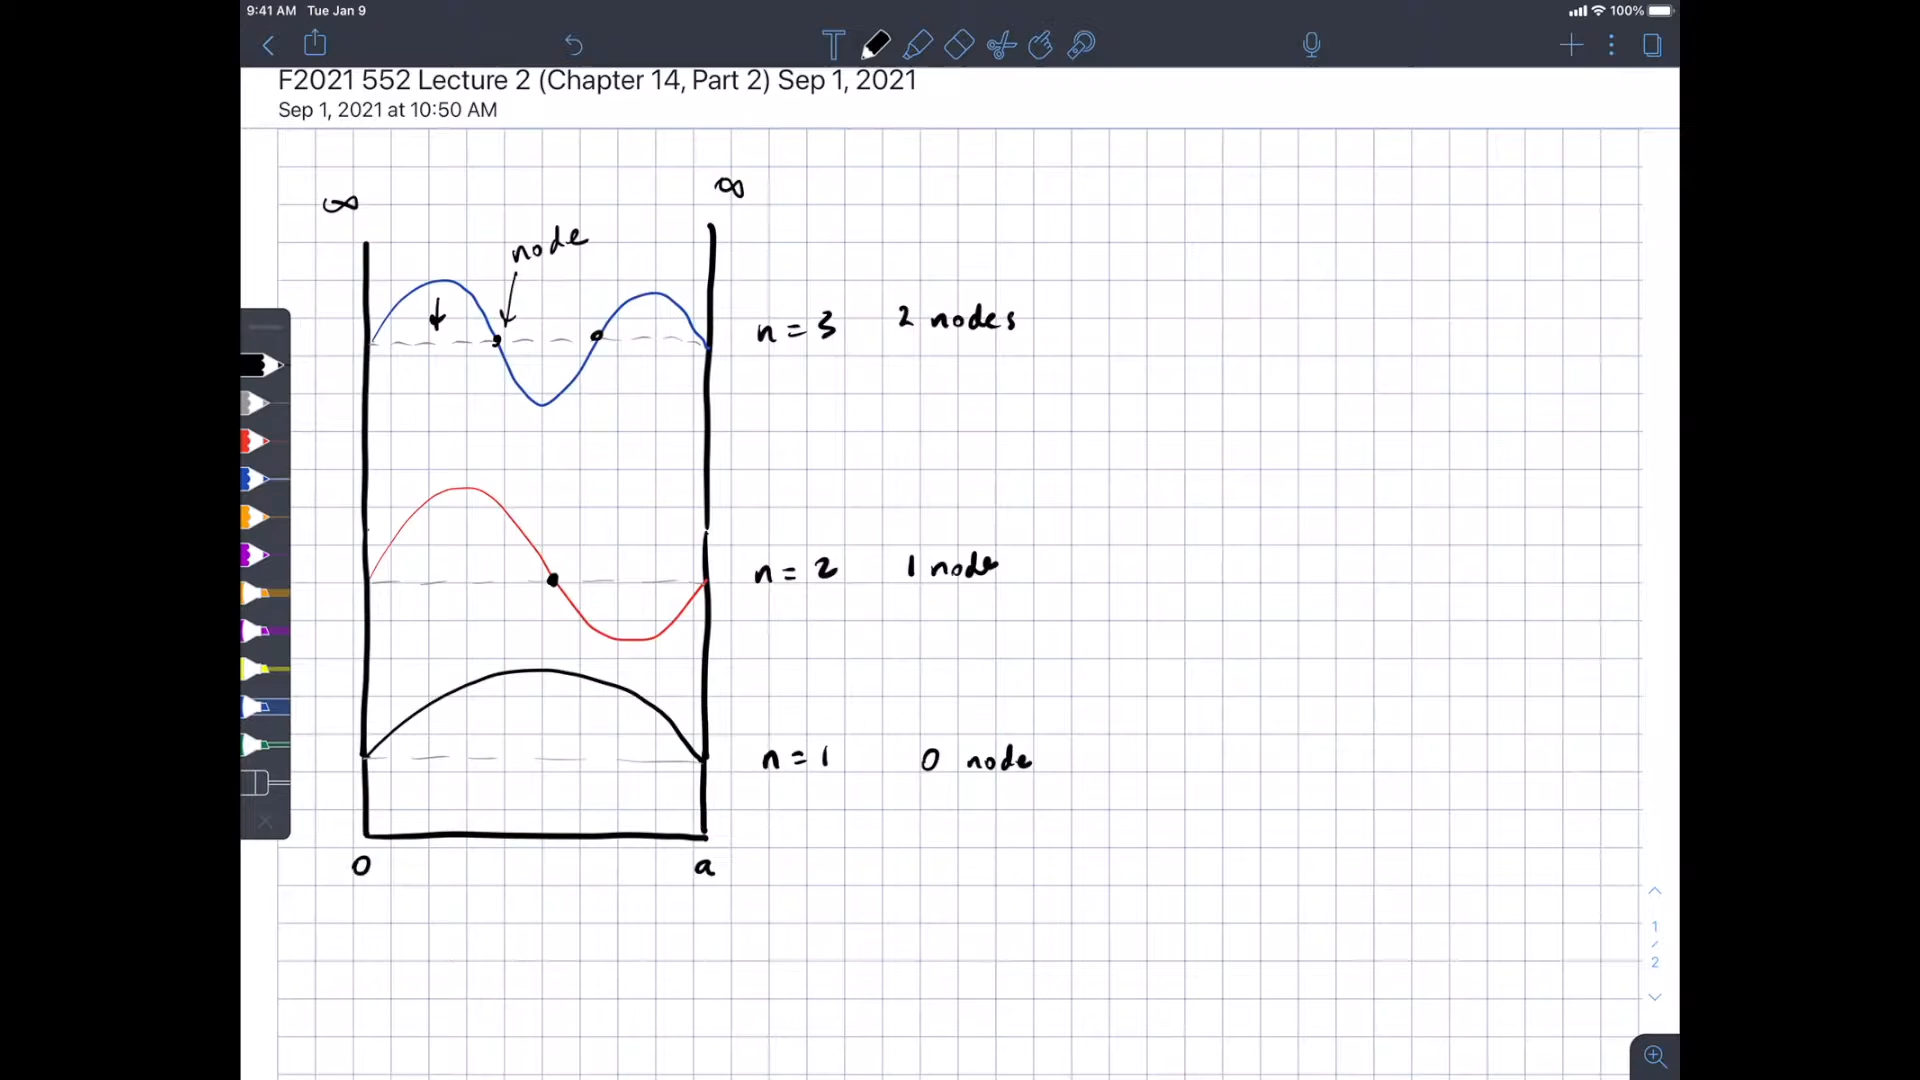 9:41 AM Tue Jan 9
100%
T
F2021 552 Lecture 2 (Chapter 14, Part 2) Sep 1, 2021
Sep 1, 2021 at 10:50 AM
∞ ∞
node
n = 3 2 nodes
n = 2 1 node
n = 1 0 node
0 a
1
/
2